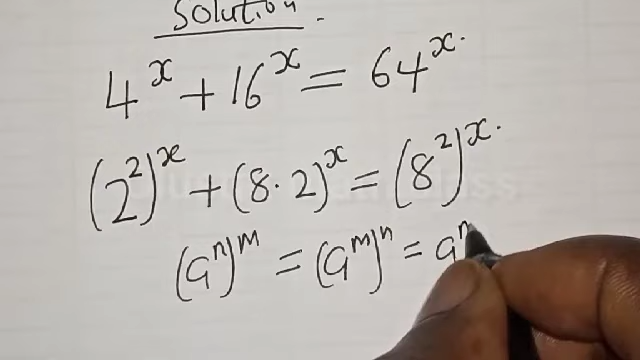 Solution.
4^x + 16^x = 64^x.
(2^2)^x + (8·2)^x = (8^2)^x.
(a^n)^m = (a^m)^n = a^n